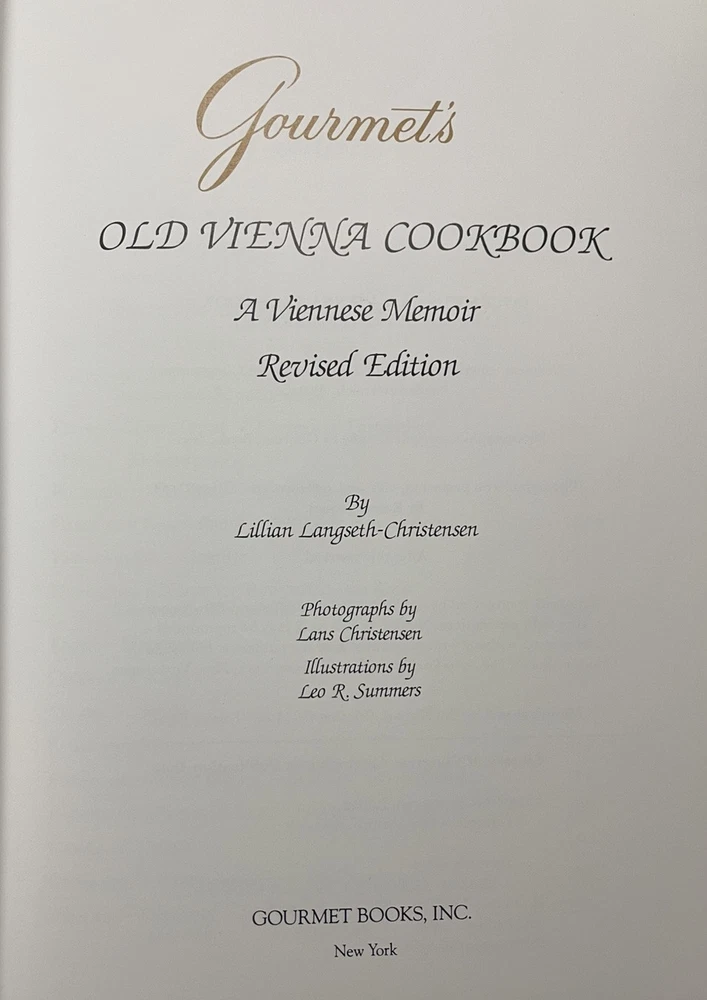 Gourmet's
OLD VIENNA COOKBOOK
A Viennese Memoir
Revised Edition
By
Lillian Langseth-Christensen
Photographs by
Lans Christensen
Illustrations by
Leo R. Summers
GOURMET BOOKS, INC.
New York